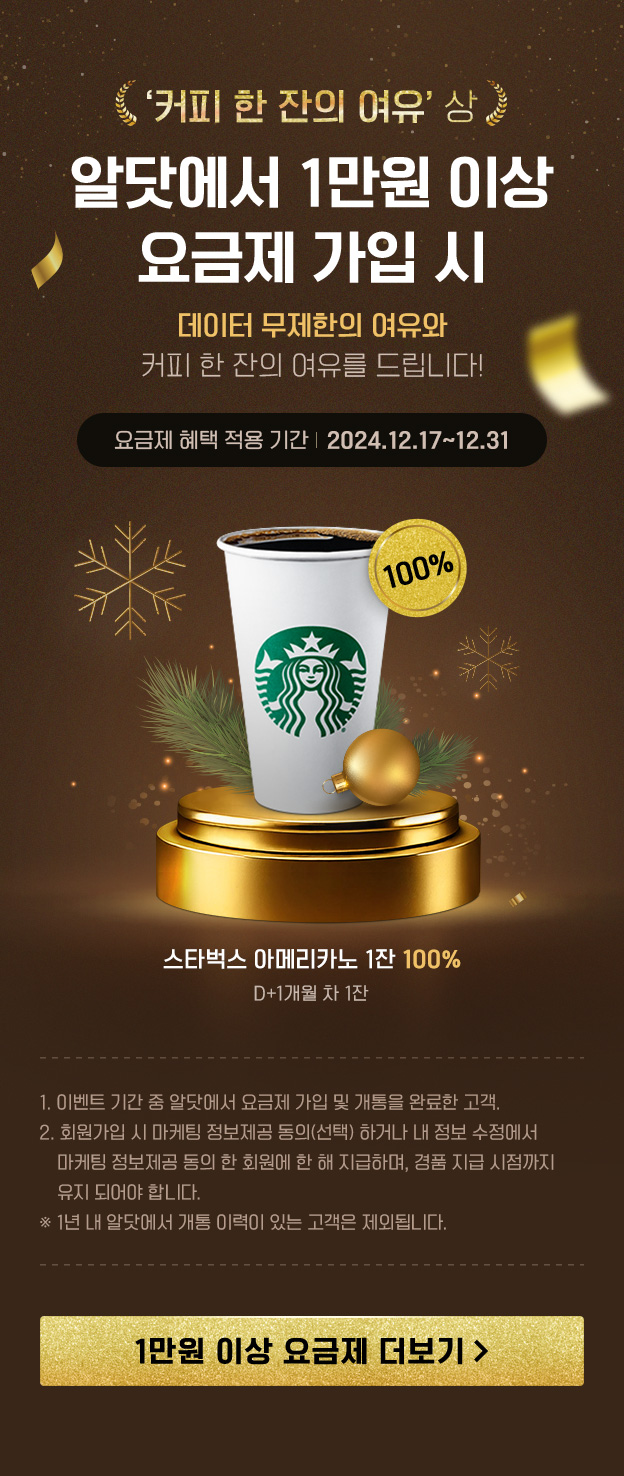 ‘커피 한 잔의 여유’ 상
알닷에서 1만원 이상
요금제 가입 시
데이터 무제한의 여유와
커피 한 잔의 여유를 드립니다!
요금제 혜택 적용 기간 | 2024.12.17~12.31
100%
스타벅스 아메리카노 1잔 100%
D+1개월 차 1잔
1. 이벤트 기간 중 알닷에서 요금제 가입 및 개통을 완료한 고객.
2. 회원가입 시 마케팅 정보제공 동의(선택) 하거나 내 정보 수정에서
마케팅 정보제공 동의 한 회원에 한 해 지급하며, 경품 지급 시점까지
유지 되어야 합니다.
※ 1년 내 알닷에서 개통 이력이 있는 고객은 제외됩니다.
1만원 이상 요금제 더보기 >